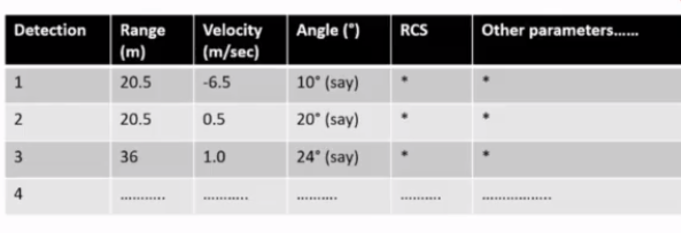 Detection Range (m) Velocity (m/sec) Angle (°) RCS Other parameters......
1 20.5 -6.5 10° (say) * *
2 20.5 0.5 20° (say) * *
3 36 1.0 24° (say) * *
4 ........... ........... .......... .......... .................